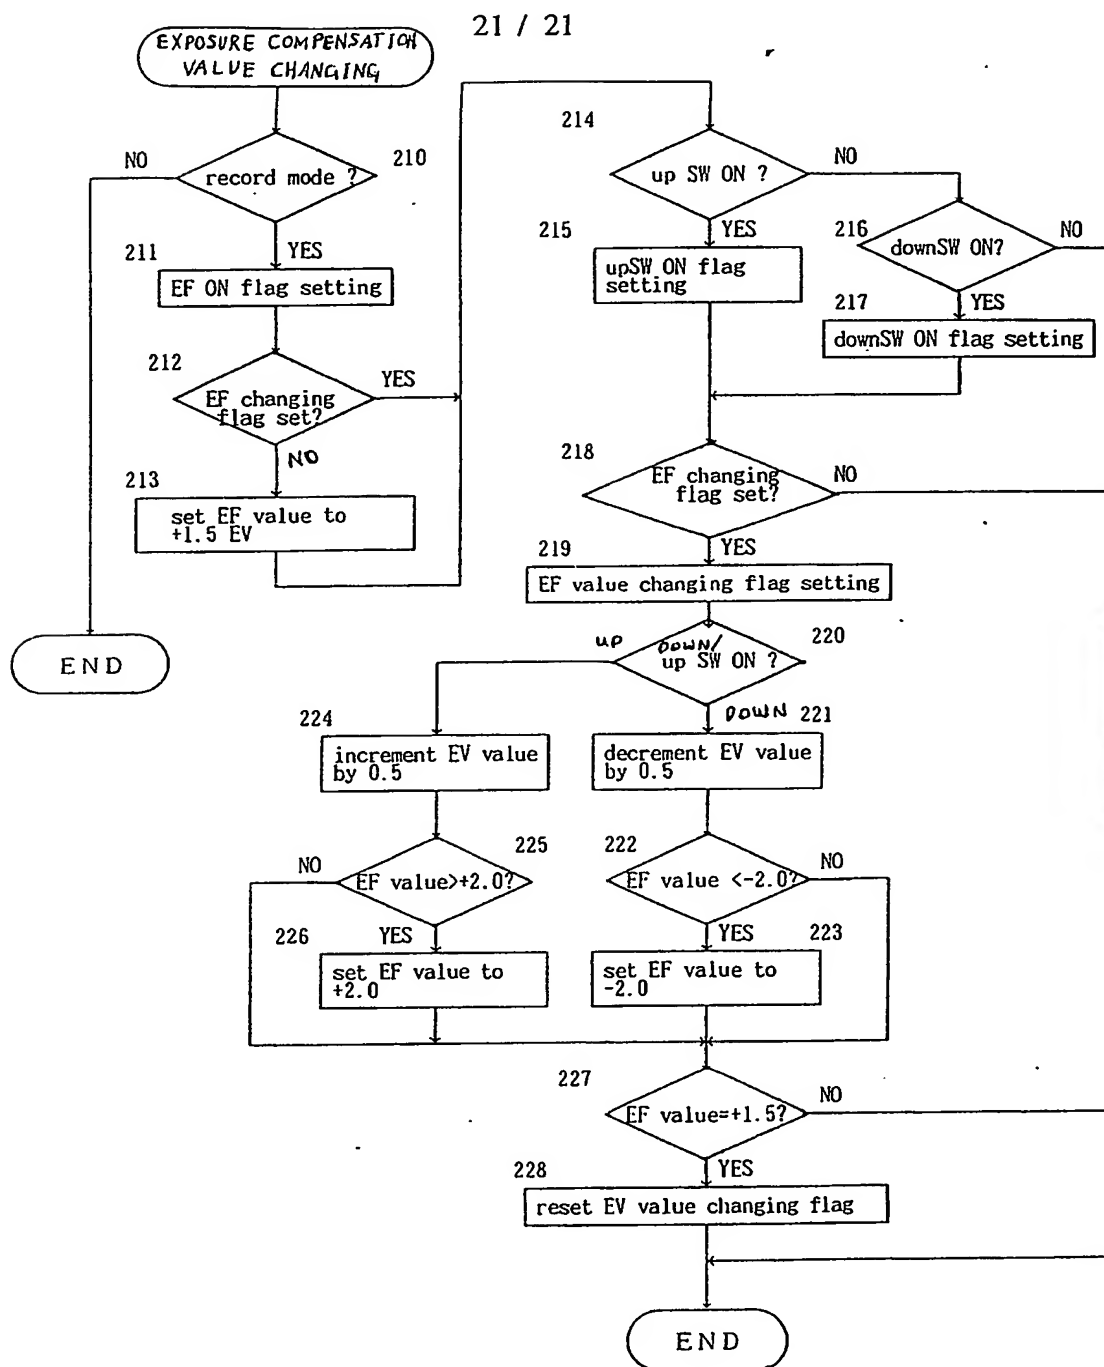 21 / 21
EXPOSURE COMPENSATION
VALUE CHANGING
NO
210
record mode ?
YES
211
EF ON flag setting
212
YES
EF changing
flag set?
NO
213
set EF value to
+1.5 EV
END
214
up SW ON ?
NO
YES
215
upSW ON flag
setting
216
NO
downSW ON?
YES
217
downSW ON flag setting
218
EF changing
flag set?
NO
YES
219
EF value changing flag setting
220
UP
DOWN/
up SW ON ?
DOWN
224
increment EV value
by 0.5
221
decrement EV value
by 0.5
225
NO
EF value>+2.0?
YES
226
set EF value to
+2.0
222
NO
EF value <-2.0?
YES
223
set EF value to
-2.0
227
NO
EF value=+1.5?
YES
228
reset EV value changing flag
END